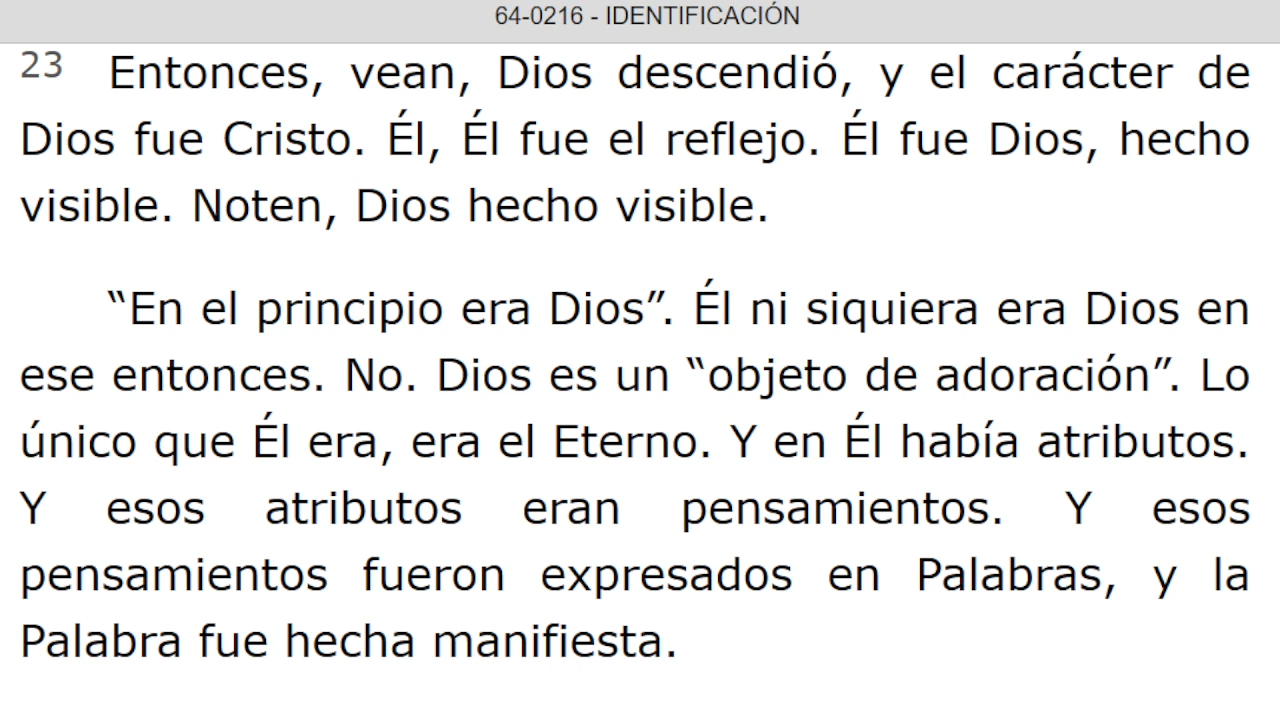 64-0216 - IDENTIFICACIÓN
23 Entonces, vean, Dios descendió, y el carácter de
Dios fue Cristo. Él, Él fue el reflejo. Él fue Dios, hecho
visible. Noten, Dios hecho visible.
“En el principio era Dios”. Él ni siquiera era Dios en
ese entonces. No. Dios es un “objeto de adoración”. Lo
único que Él era, era el Eterno. Y en Él había atributos.
Y esos atributos eran pensamientos. Y esos
pensamientos fueron expresados en Palabras, y la
Palabra fue hecha manifiesta.